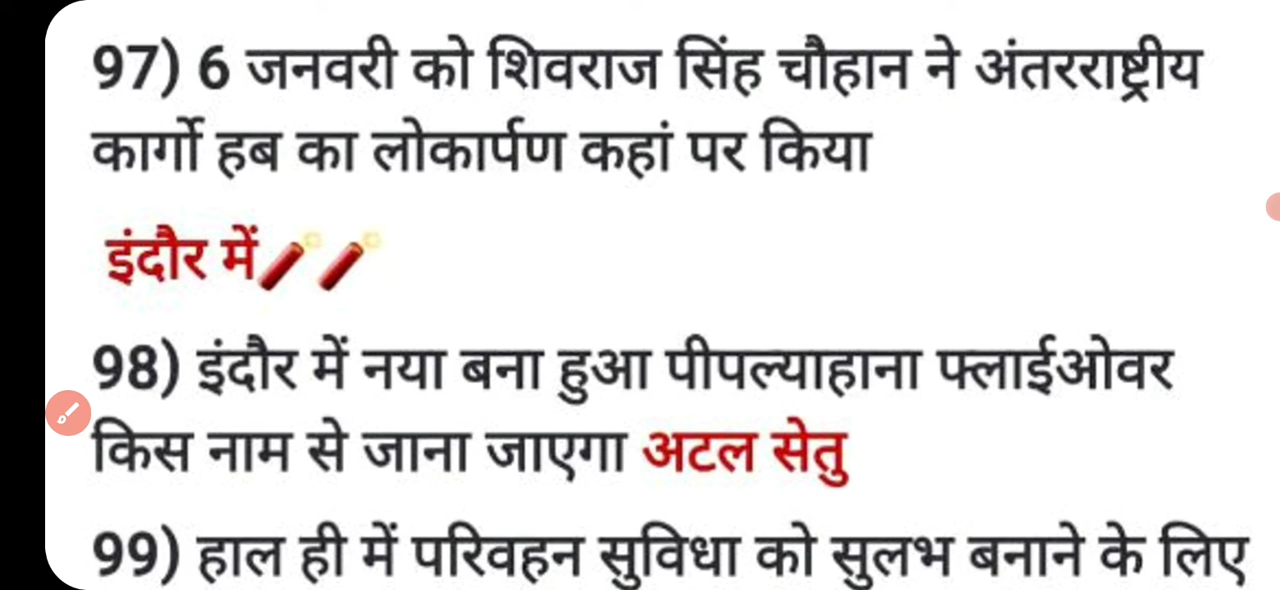 97) 6 जनवरी को शिवराज सिंह चौहान ने अंतरराष्ट्रीय
कार्गो हब का लोकार्पण कहां पर किया
इंदौर में🧨🧨
98) इंदौर में नया बना हुआ पीपल्याहाना फ्लाईओवर
किस नाम से जाना जाएगा अटल सेतु
99) हाल ही में परिवहन सुविधा को सुलभ बनाने के लिए